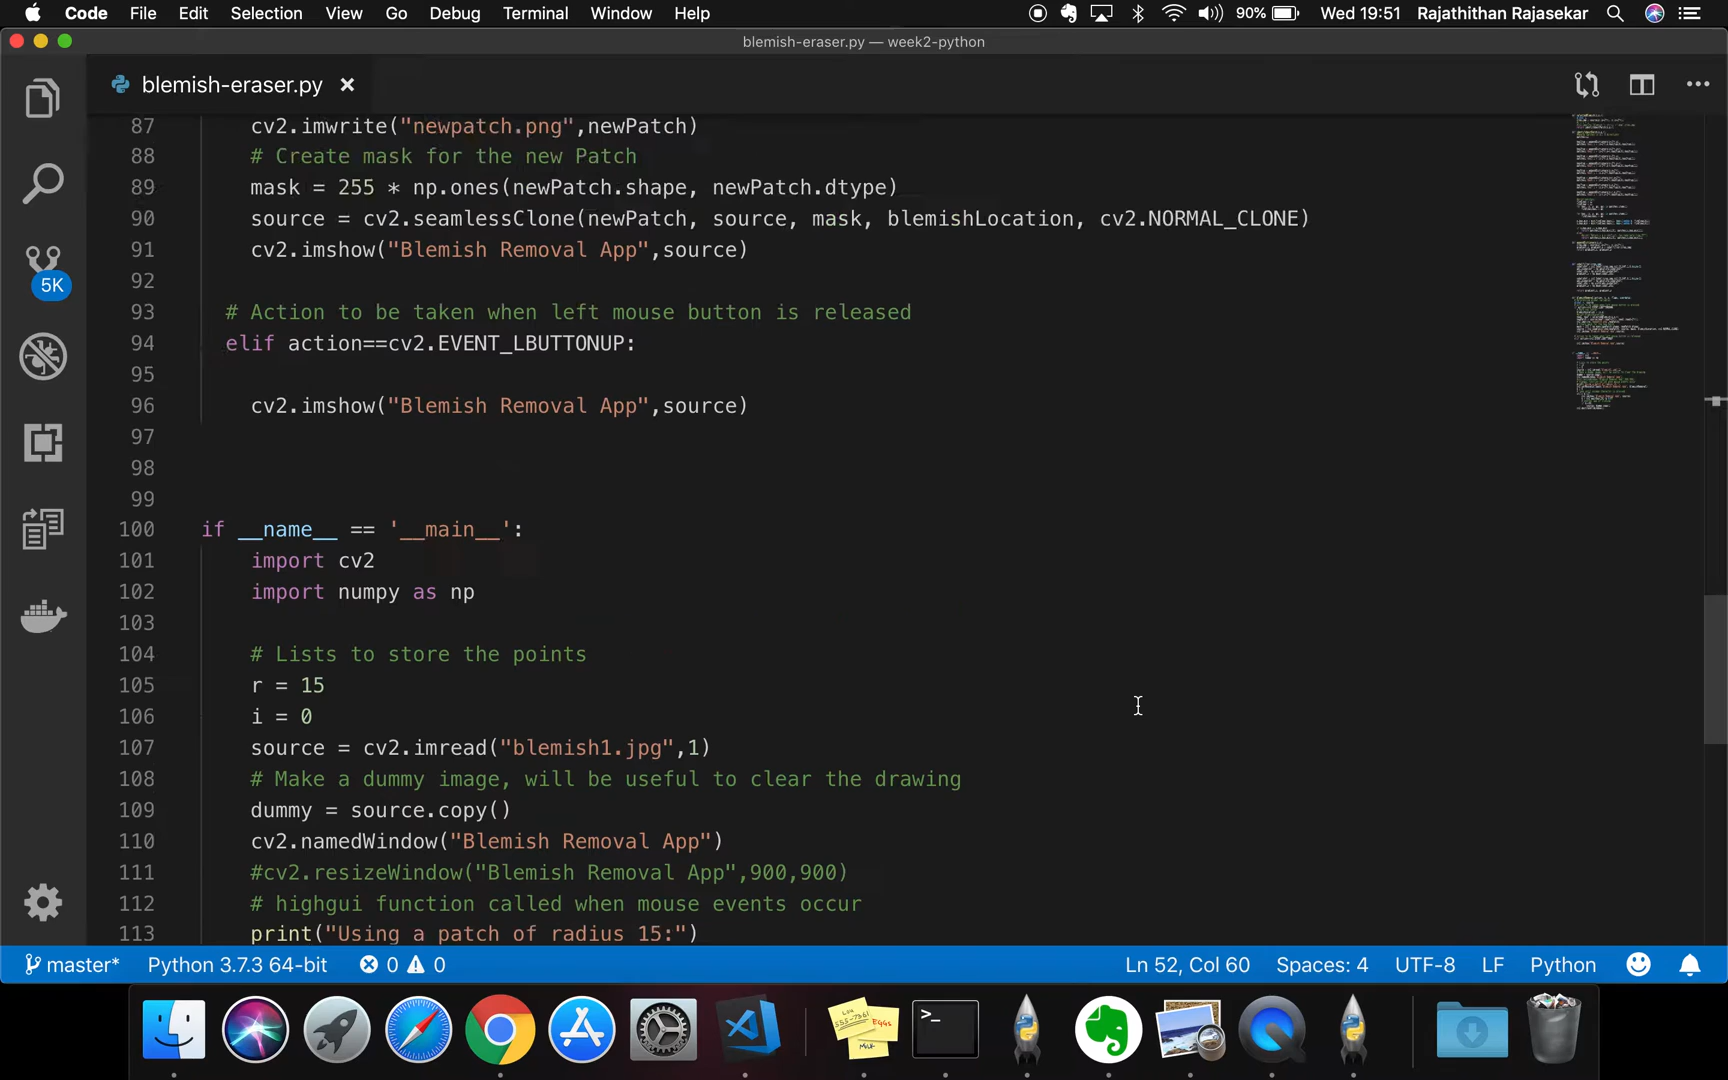 Code File Edit Selection View Go Debug Terminal Window Help 90% Wed 19:51 Rajathithan Rajasekar
blemish-eraser.py — week2-python
blemish-eraser.py
87 cv2.imwrite("newpatch.png",newPatch)
88 # Create mask for the new Patch
89 mask = 255 * np.ones(newPatch.shape, newPatch.dtype)
90 source = cv2.seamlessClone(newPatch, source, mask, blemishLocation, cv2.NORMAL_CLONE)
91 cv2.imshow("Blemish Removal App",source)
92
93 # Action to be taken when left mouse button is released
94 elif action==cv2.EVENT_LBUTTONUP:
95
96 cv2.imshow("Blemish Removal App",source)
97
98
99
100 if __name__ == '__main__':
101 import cv2
102 import numpy as np
103
104 # Lists to store the points
105 r = 15
106 i = 0
107 source = cv2.imread("blemish1.jpg",1)
108 # Make a dummy image, will be useful to clear the drawing
109 dummy = source.copy()
110 cv2.namedWindow("Blemish Removal App")
111 #cv2.resizeWindow("Blemish Removal App",900,900)
112 # highgui function called when mouse events occur
113 print("Using a patch of radius 15:")
5K
master* Python 3.7.3 64-bit 0 0 Ln 52, Col 60 Spaces: 4 UTF-8 LF Python